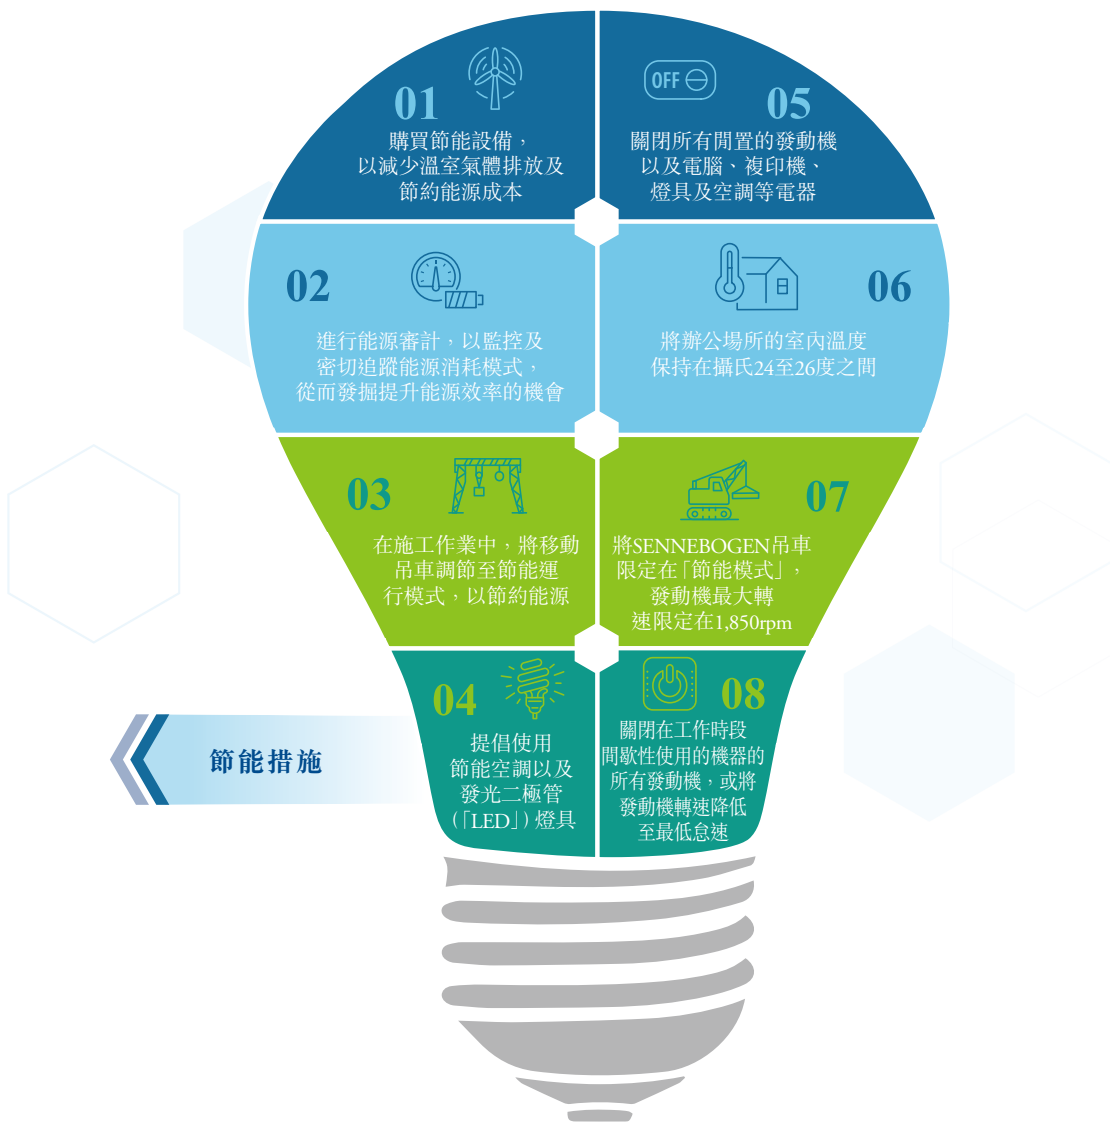 01
購買節能設備，
以減少溫室氣體排放及
節約能源成本
02
進行能源審計，以監控及
密切追蹤能源消耗模式，
從而發掘提升能源效率的機會
03
在施工作業中，將移動
吊車調節至節能運
行模式，以節約能源
04
提倡使用
節能空調以及
發光二極管
(「LED」) 燈具
OFF
05
關閉所有閒置的發動機
以及電腦、複印機、
燈具及空調等電器
06
將辦公場所的室內溫度
保持在攝氏24至26度之間
07
將SENNEBOGEN吊車
限定在「節能模式」，
發動機最大轉
速限定在1,850rpm
08
關閉在工作時段
間歇性使用的機器的
所有發動機，或將
發動機轉速降低
至最低怠速
節能措施